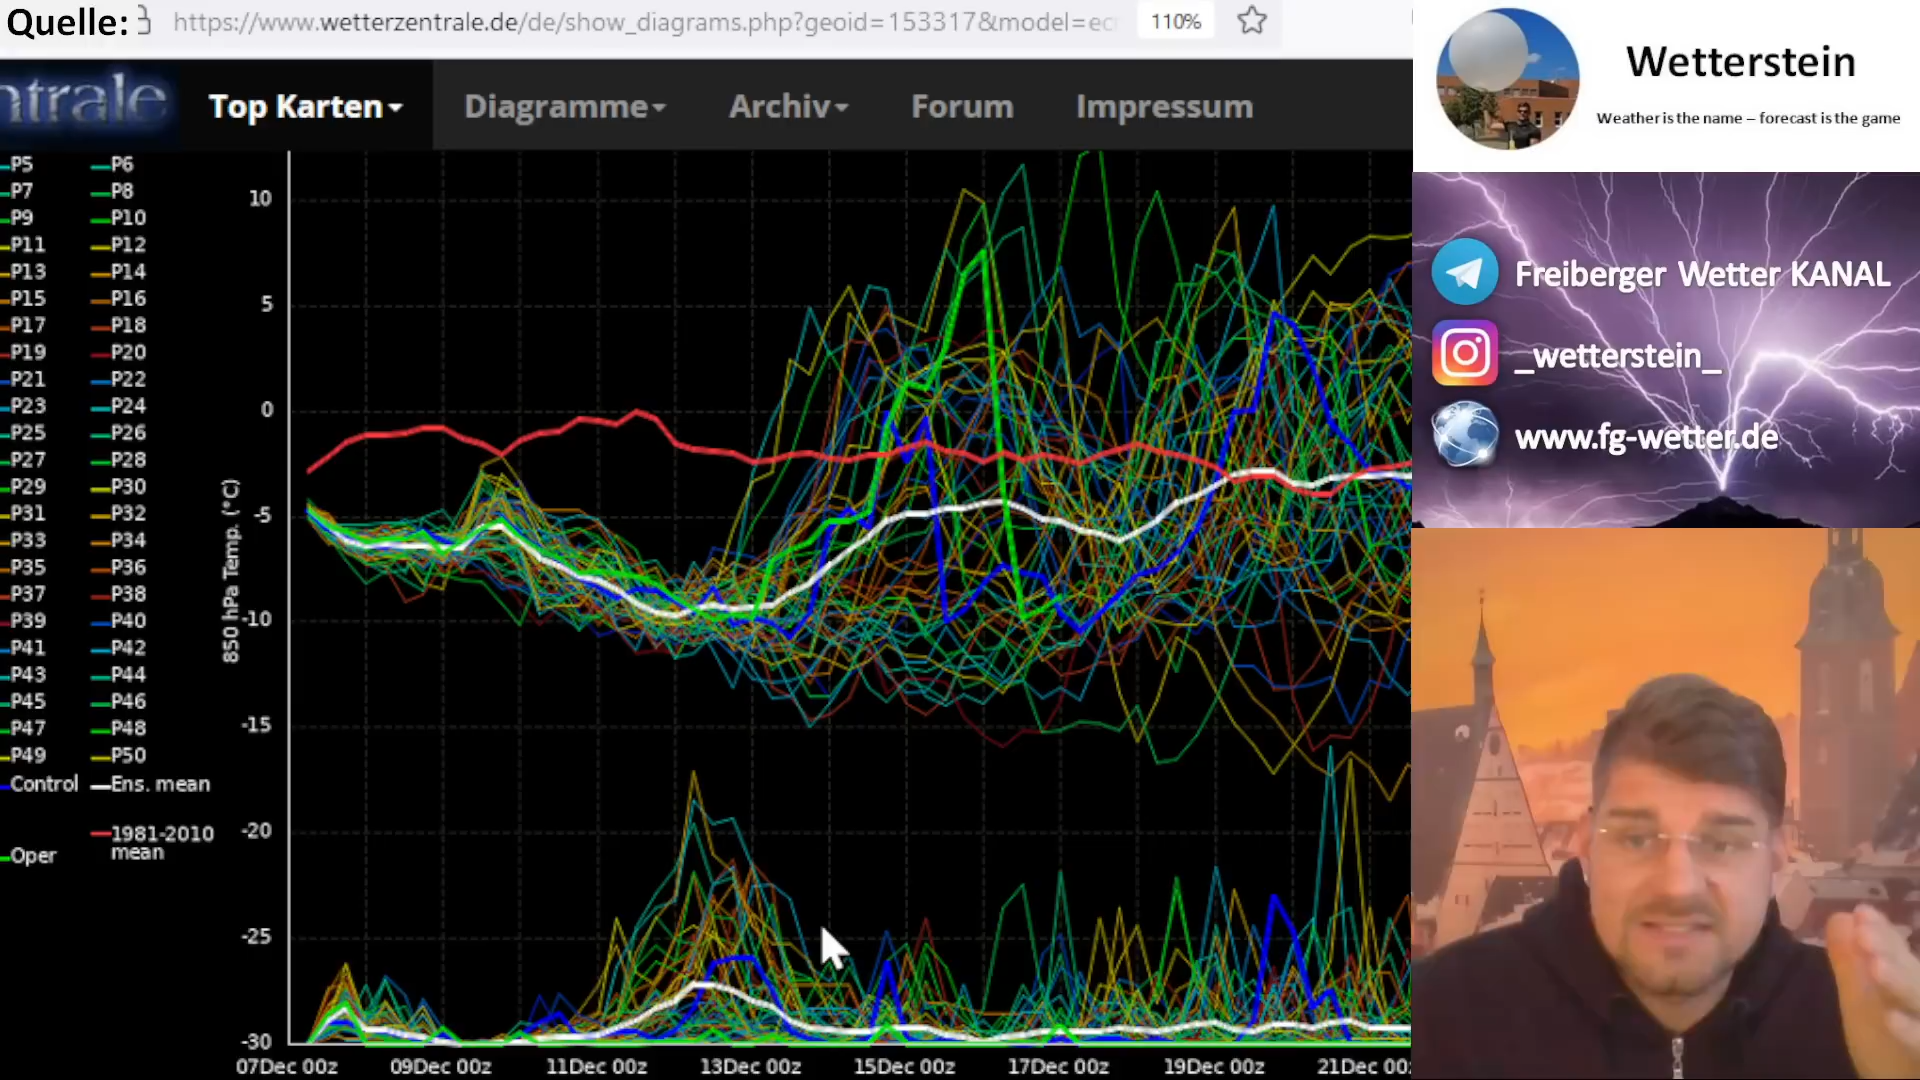 Quelle:
https://www.wetterzentrale.de/de/show_diagrams.php?geoid=153317&model=ec
110%
ntrale
Top Karten
Diagramme
Archiv
Forum
Impressum
P5 P6
P7 P8
P9 P10
P11 P12
P13 P14
P15 P16
P17 P18
P19 P20
P21 P22
P23 P24
P25 P26
P27 P28
P29 P30
P31 P32
P33 P34
P35 P36
P37 P38
P39 P40
P41 P42
P43 P44
P45 P46
P47 P48
P49 P50
Control Ens. mean
1981-2010
mean
Oper
850 hPa Temp. (°C)
10
5
0
-5
-10
-15
-20
-25
-30
07Dec 00z 09Dec 00z 11Dec 00z 13Dec 00z 15Dec 00z 17Dec 00z 19Dec 00z 21Dec 00
Wetterstein
Weather is the name – forecast is the game
Freiberger Wetter KANAL
_wetterstein_
www.fg-wetter.de